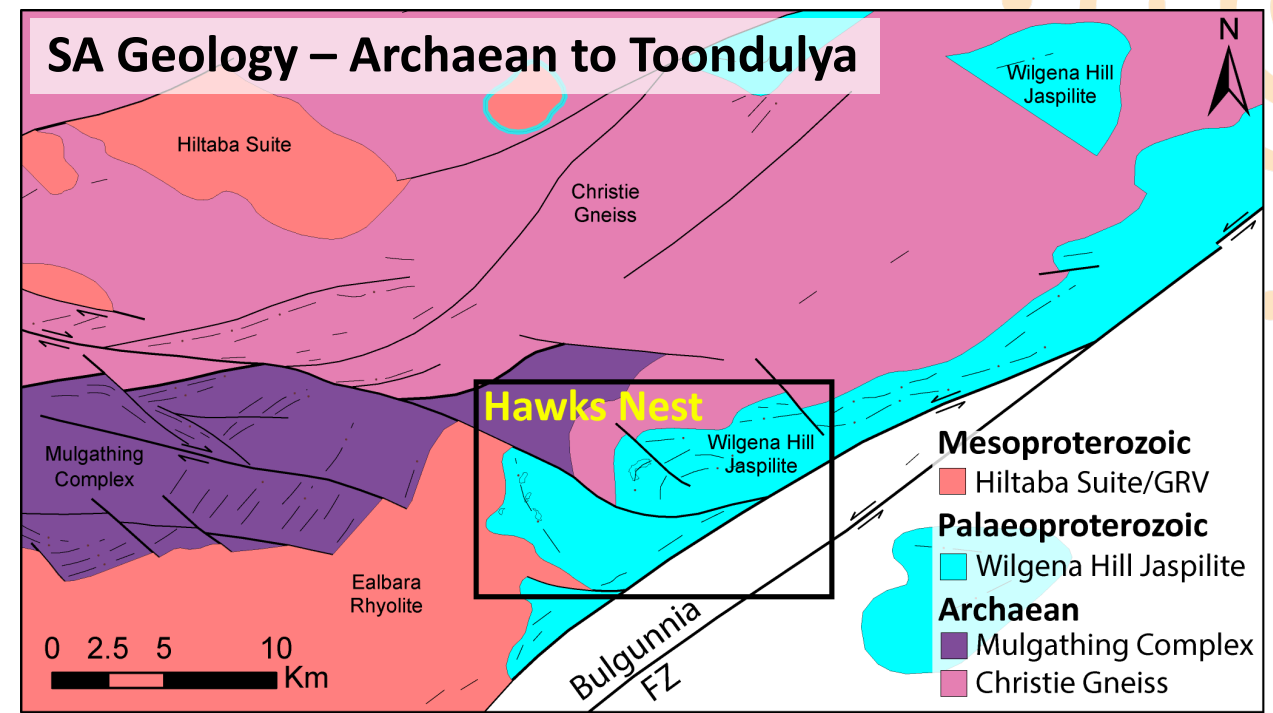 SA Geology – Archaean to Toondulya
N
Wilgena Hill
Jaspilite
Hiltaba Suite
Christie
Gneiss
Hawks Nest
Wilgena Hill
Jaspilite
Mulgathing
Complex
Ealbara
Rhyolite
Bulgunnia
FZ
0 2.5 5 10
Km
Mesoproterozoic
Hiltaba Suite/GRV
Palaeoproterozoic
Wilgena Hill Jaspilite
Archaean
Mulgathing Complex
Christie Gneiss